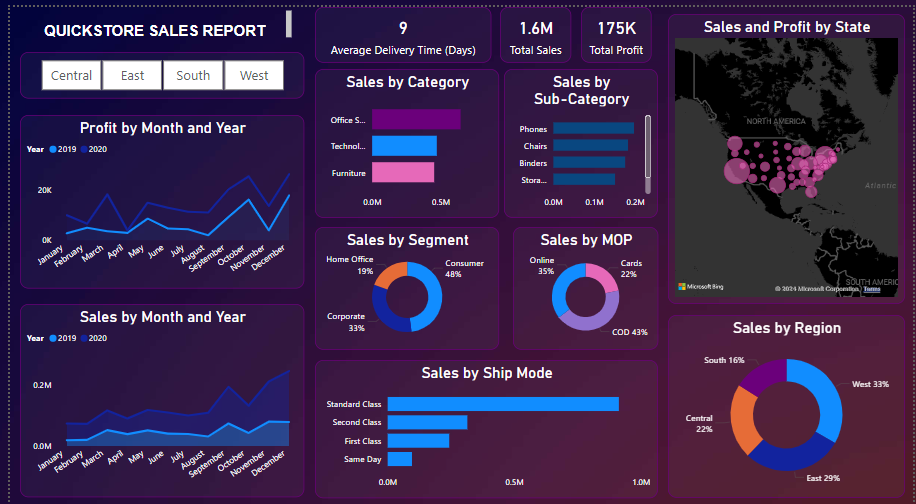 QUICKSTORE SALES REPORT
Central East South West
9
Average Delivery Time (Days)
1.6M
Total Sales
175K
Total Profit
Profit by Month and Year
Year 2019 2020
20K
0K
January February March April May June July August September October November December
Sales by Month and Year
Year 2019 2020
0.2M
0.0M
January February March April May June July August September October November December
Sales by Category
Office S...
Technol...
Furniture
0.0M 0.5M
Sales by
Sub-Category
Phones
Chairs
Binders
Stora...
0.0M 0.1M 0.2M
Sales by Segment
Home Office
19%
Consumer
48%
Corporate
33%
Sales by MOP
Online
35%
Cards
22%
COD 43%
Sales by Ship Mode
Standard Class
Second Class
First Class
Same Day
0.0M 0.5M 1.0M
Sales and Profit by State
NORTH AMERICA
Atlantic
SOUTH AMERIC
Microsoft Bing
© 2024 Microsoft Corporation Terms
Sales by Region
South 16%
West 33%
Central
22%
East 29%